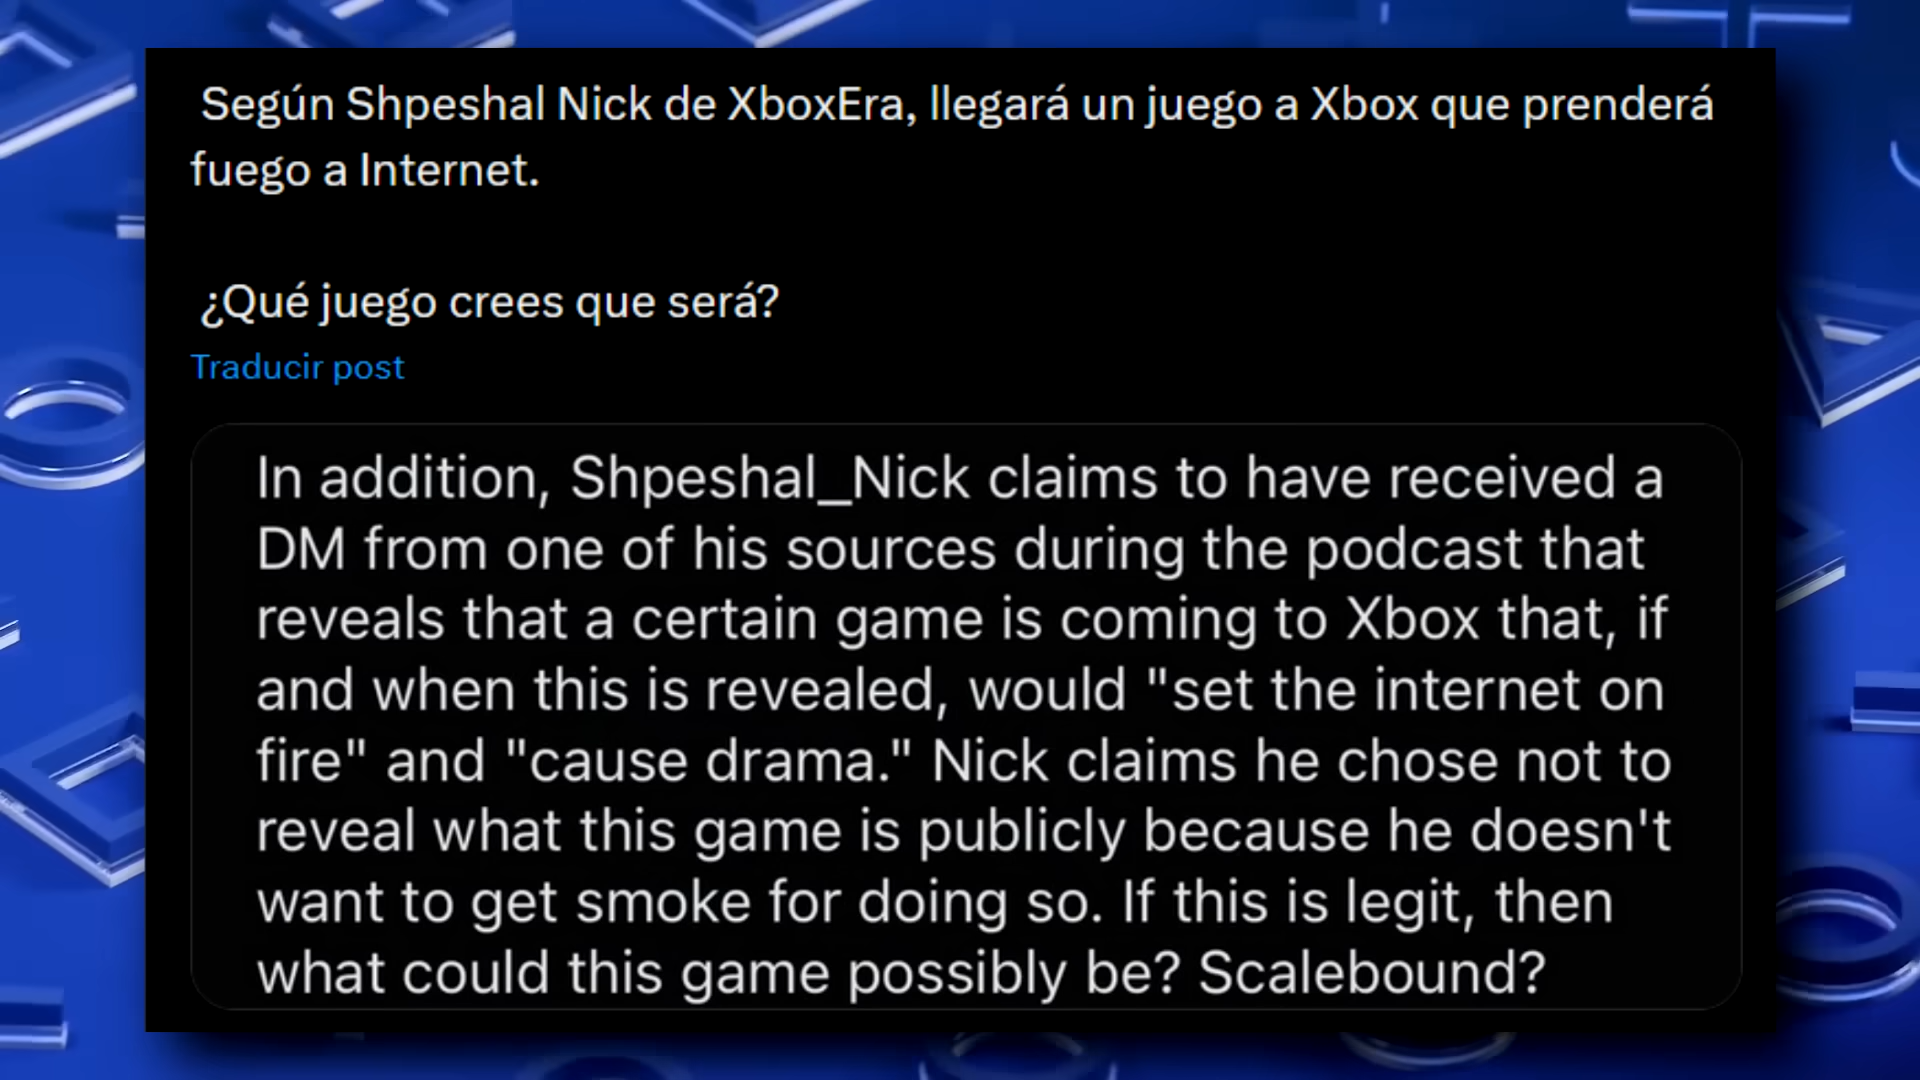 Según Shpeshal Nick de XboxEra, llegará un juego a Xbox que prenderá
fuego a Internet.
¿Qué juego crees que será?
Traducir post
In addition, Shpeshal_Nick claims to have received a
DM from one of his sources during the podcast that
reveals that a certain game is coming to Xbox that, if
and when this is revealed, would "set the internet on
fire" and "cause drama." Nick claims he chose not to
reveal what this game is publicly because he doesn't
want to get smoke for doing so. If this is legit, then
what could this game possibly be? Scalebound?